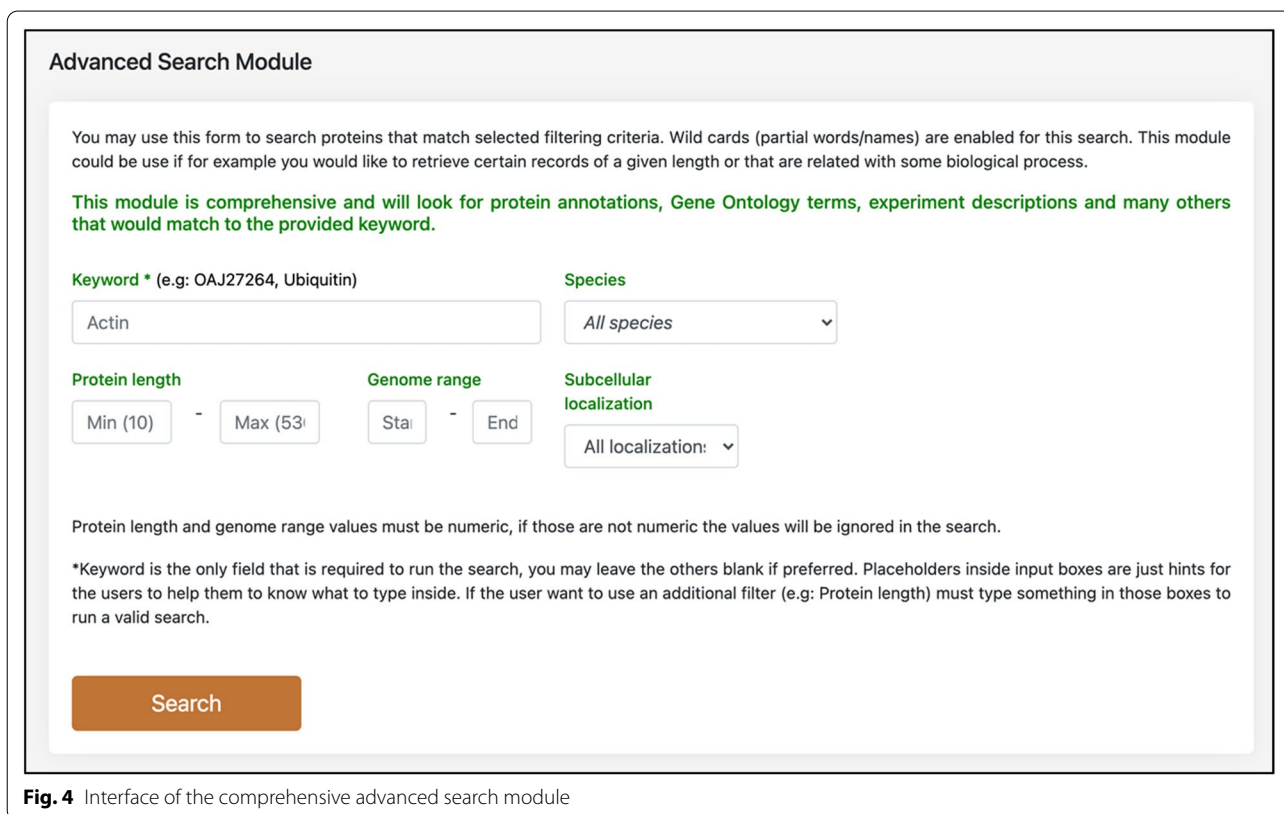 Advanced Search Module
You may use this form to search proteins that match selected filtering criteria. Wild cards (partial words/names) are enabled for this search. This module
could be use if for example you would like to retrieve certain records of a given length or that are related with some biological process.
This module is comprehensive and will look for protein annotations, Gene Ontology terms, experiment descriptions and many others
that would match to the provided keyword.
Keyword * (e.g: OAJ27264, Ubiquitin)
Species
Actin
All species
Protein length
Genome range
Subcellular
localization
Min (10) - Max (53
Sta - End
All localization
Protein length and genome range values must be numeric, if those are not numeric the values will be ignored in the search.
*Keyword is the only field that is required to run the search, you may leave the others blank if preferred. Placeholders inside input boxes are just hints for
the users to help them to know what to type inside. If the user want to use an additional filter (e.g: Protein length) must type something in those boxes to
run a valid search.
Search
Fig. 4 Interface of the comprehensive advanced search module